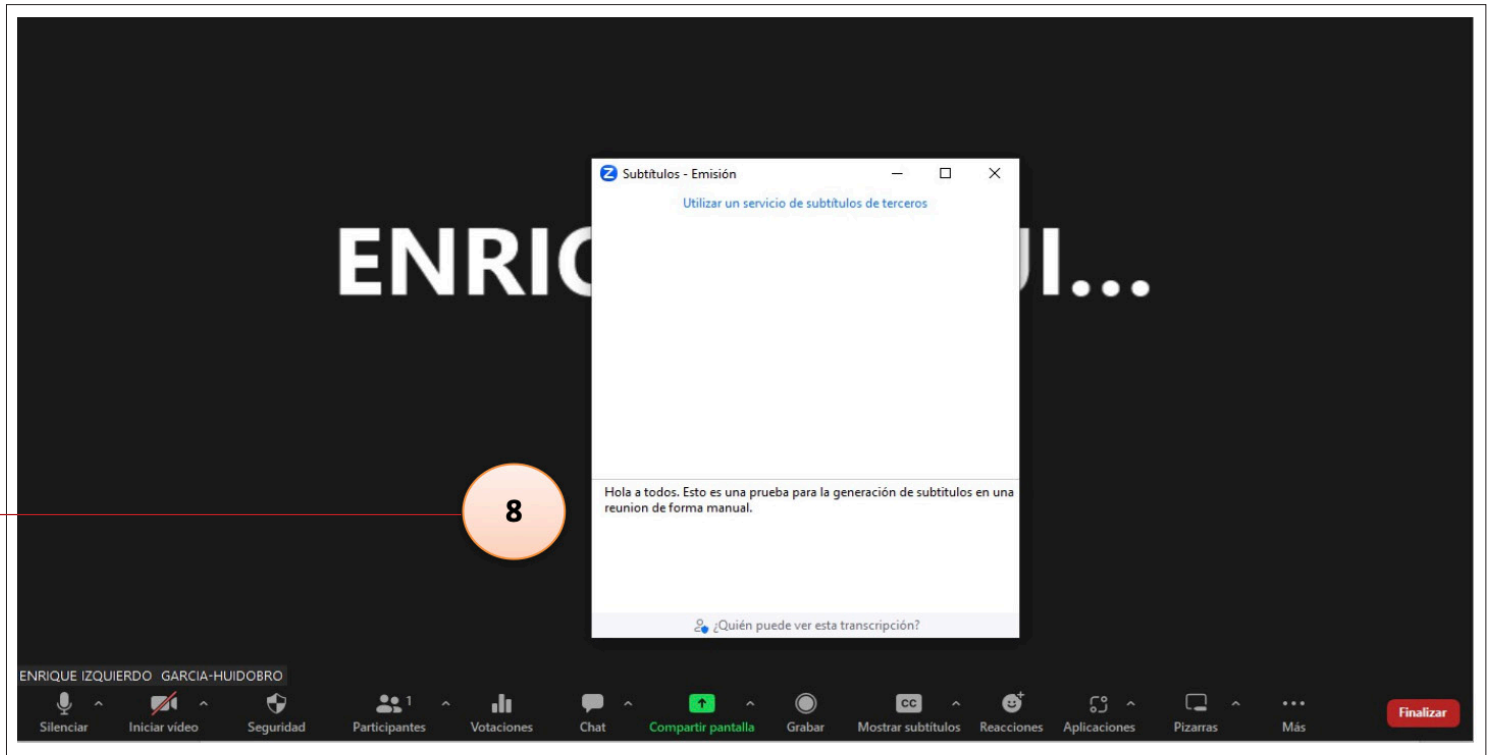 Subtítulos - Emisión
Utilizar un servicio de subtítulos de terceros
ENRIC
UI...
Hola a todos. Esto es una prueba para la generación de subtitulos en una
reunion de forma manual.
8
¿Quién puede ver esta transcripción?
ENRIQUE IZQUIERDO GARCIA-HUIDOBRO
1
Silenciar Iniciar vídeo Seguridad Participantes Votaciones Chat Compartir pantalla Grabar CC Mostrar subtítulos Reacciones Aplicaciones Pizarras Más Finalizar